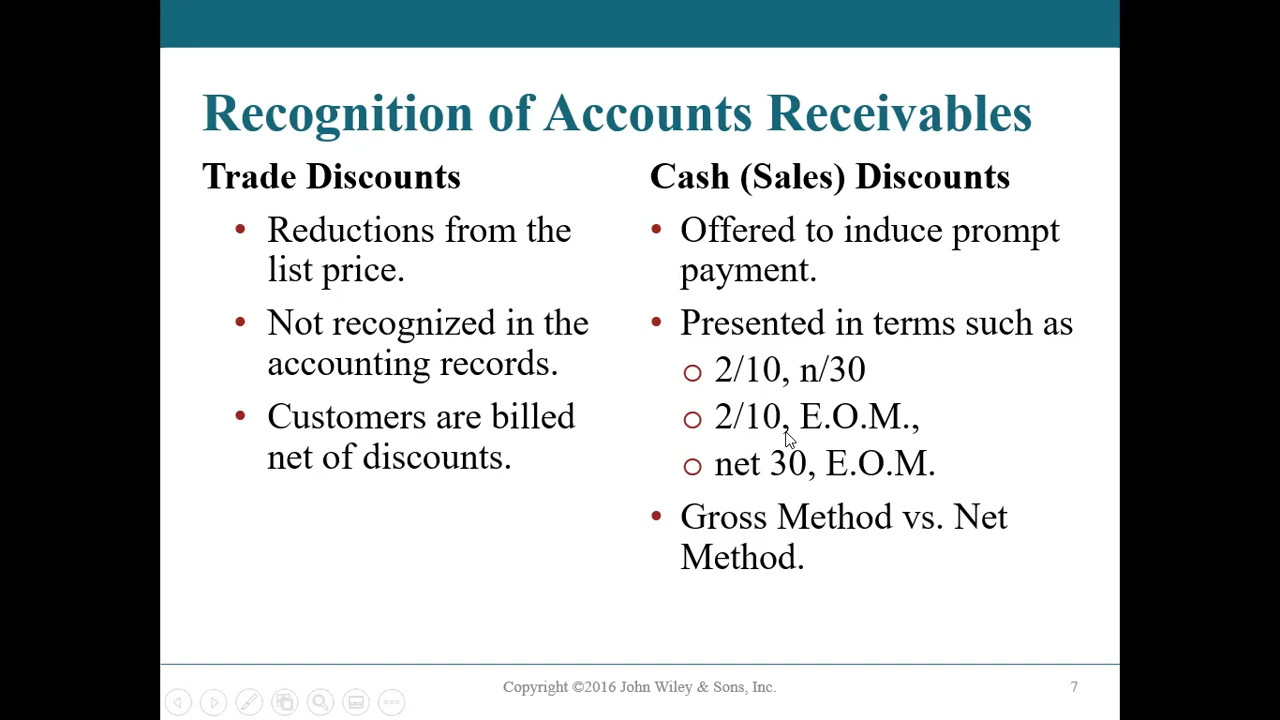 Recognition of Accounts Receivables
Trade Discounts
• Reductions from the
list price.
• Not recognized in the
accounting records.
• Customers are billed
net of discounts.
Cash (Sales) Discounts
• Offered to induce prompt
payment.
• Presented in terms such as
o 2/10, n/30
o 2/10, E.O.M.,
o net 30, E.O.M.
• Gross Method vs. Net
Method.
Copyright ©2016 John Wiley & Sons, Inc.
7